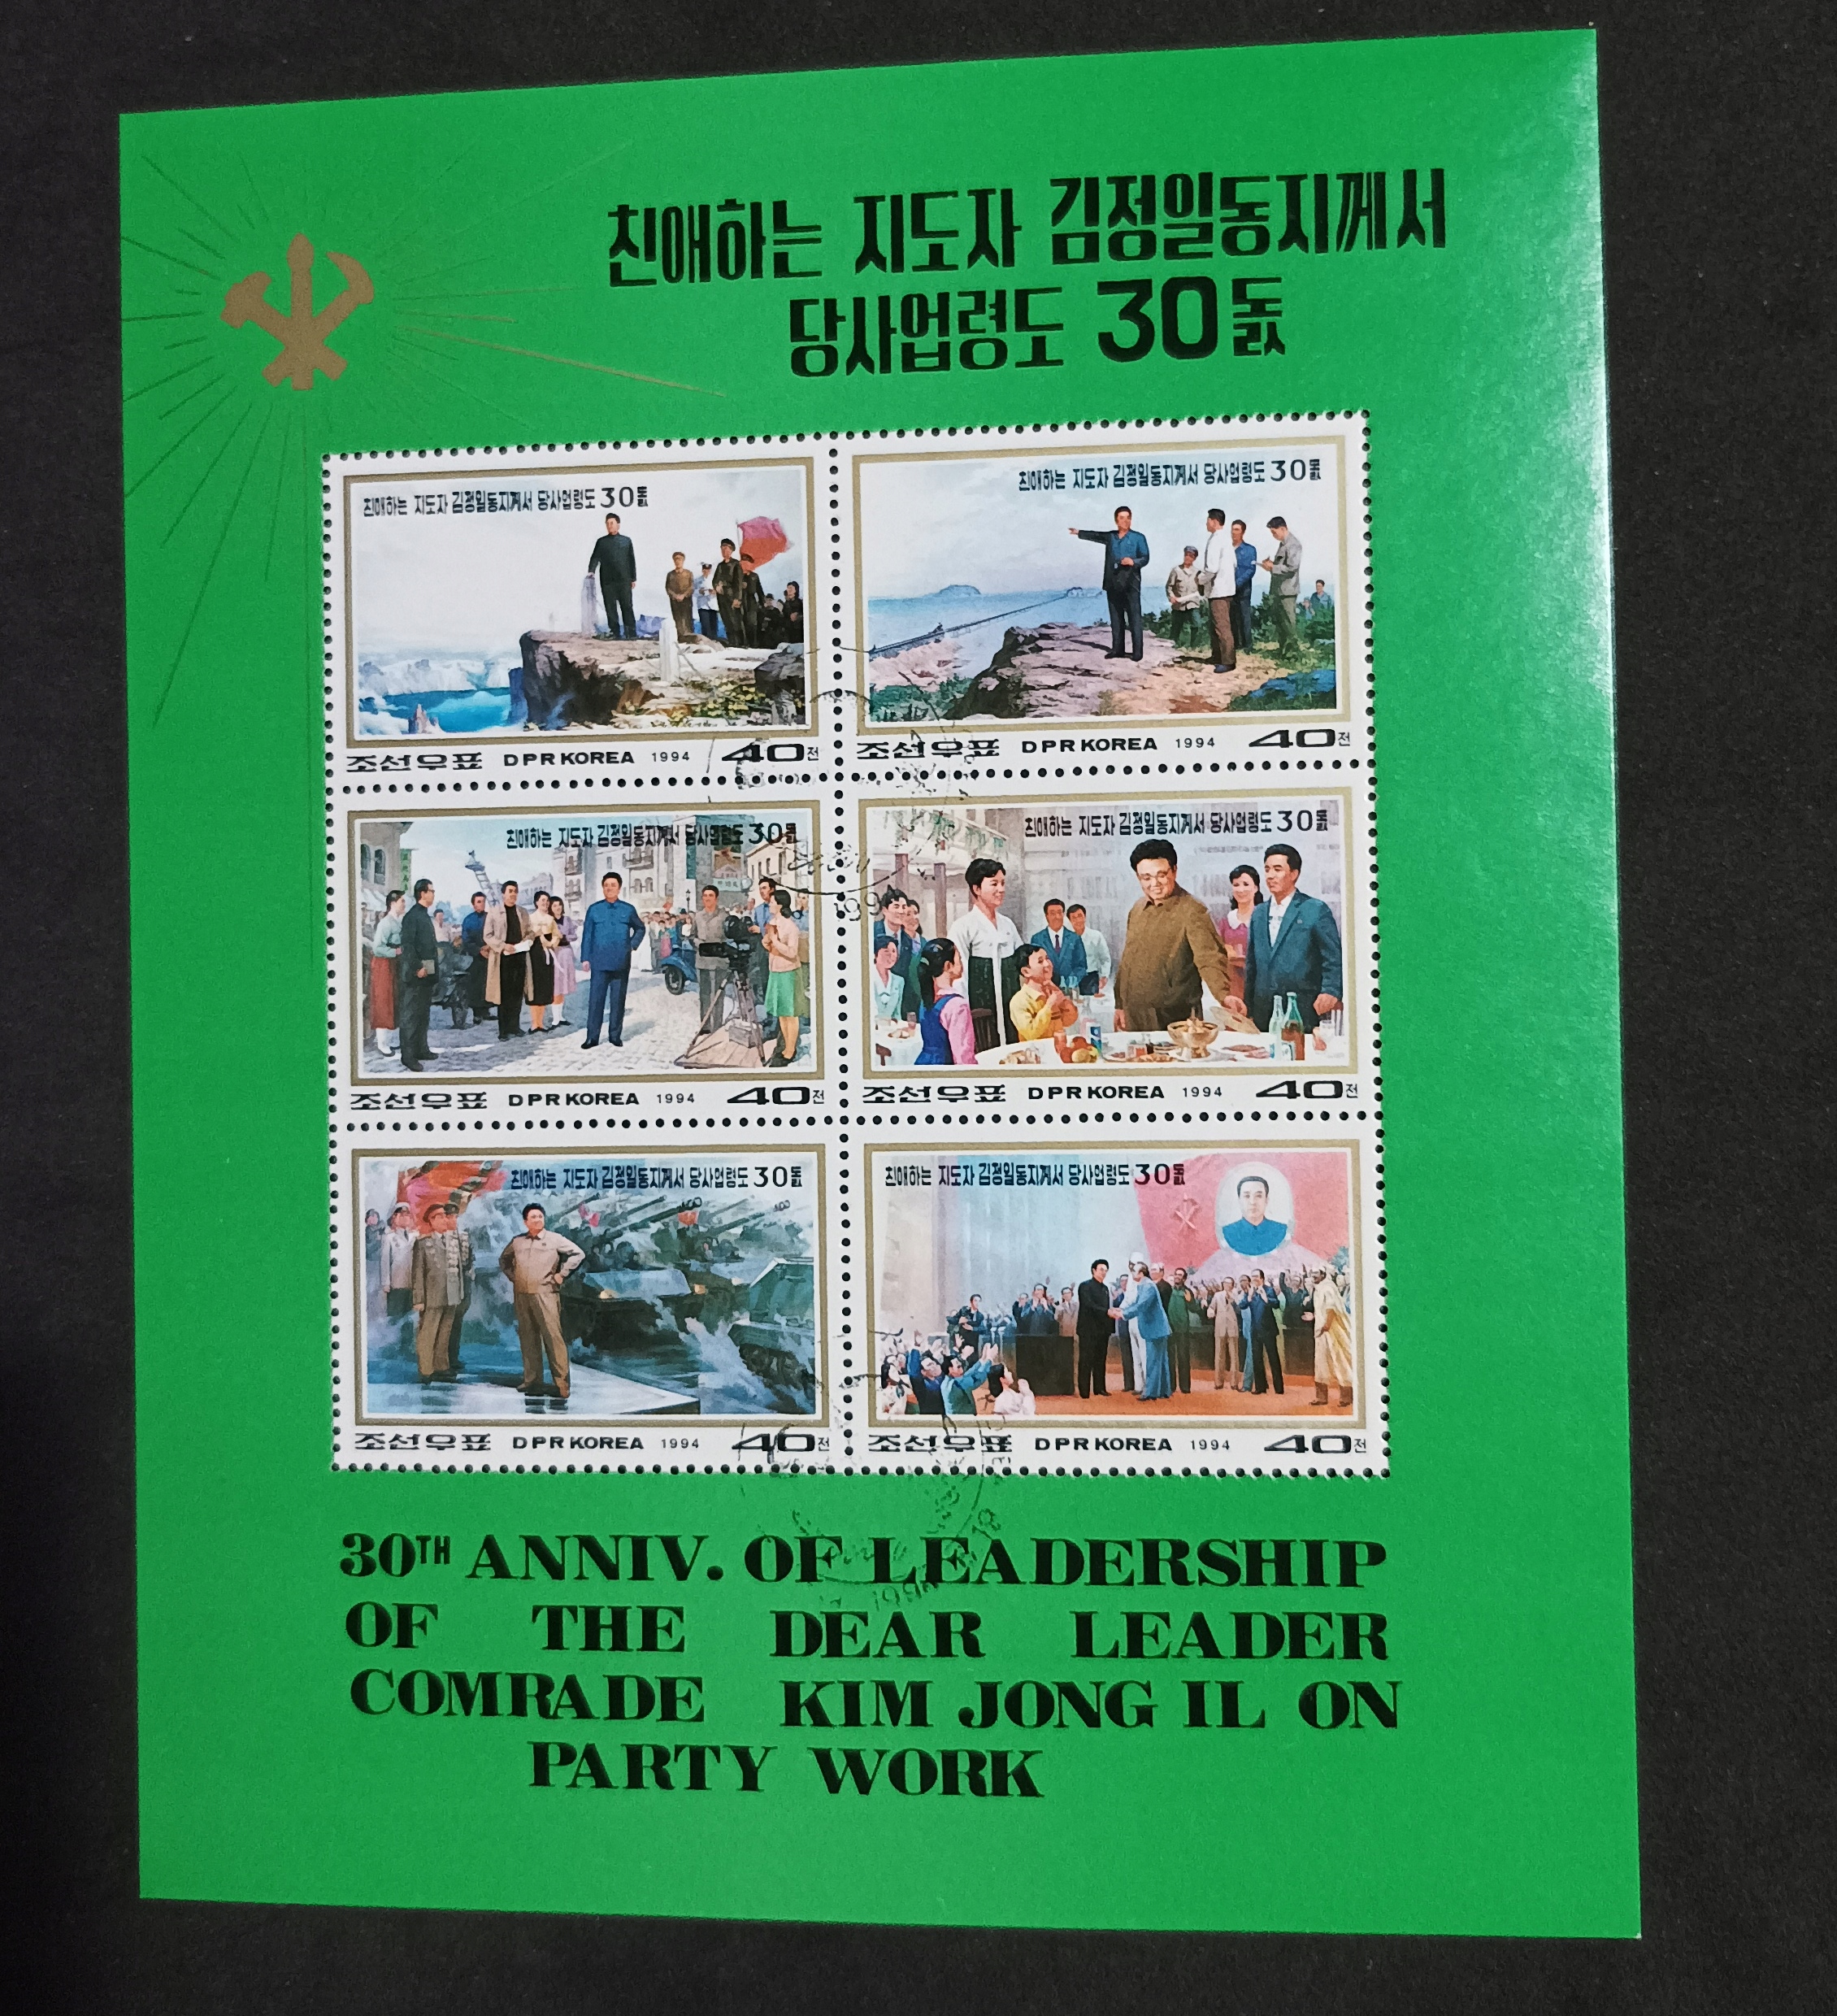 친애하는 지도자 김정일동지께서
당사업령도 30돐
친애하는 지도자 김정일동지께서 당사업령도 30돐
조선우표 DPR KOREA 1994 40전
친애하는 지도자 김정일동지께서 당사업령도 30돐
조선우표 DPR KOREA 1994 40전
친애하는 지도자 김정일동지께서 당사업령도 30돐
조선우표 DPR KOREA 1994 40전
친애하는 지도자 김정일동지께서 당사업령도 30돐
조선우표 DPR KOREA 1994 40전
친애하는 지도자 김정일동지께서 당사업령도 30돐
조선우표 DPR KOREA 1994 40전
친애하는 지도자 김정일동지께서 당사업령도 30돐
조선우표 DPR KOREA 1994 40전
30TH ANNIV. OF LEADERSHIP
OF THE DEAR LEADER
COMRADE KIM JONG IL ON
PARTY WORK